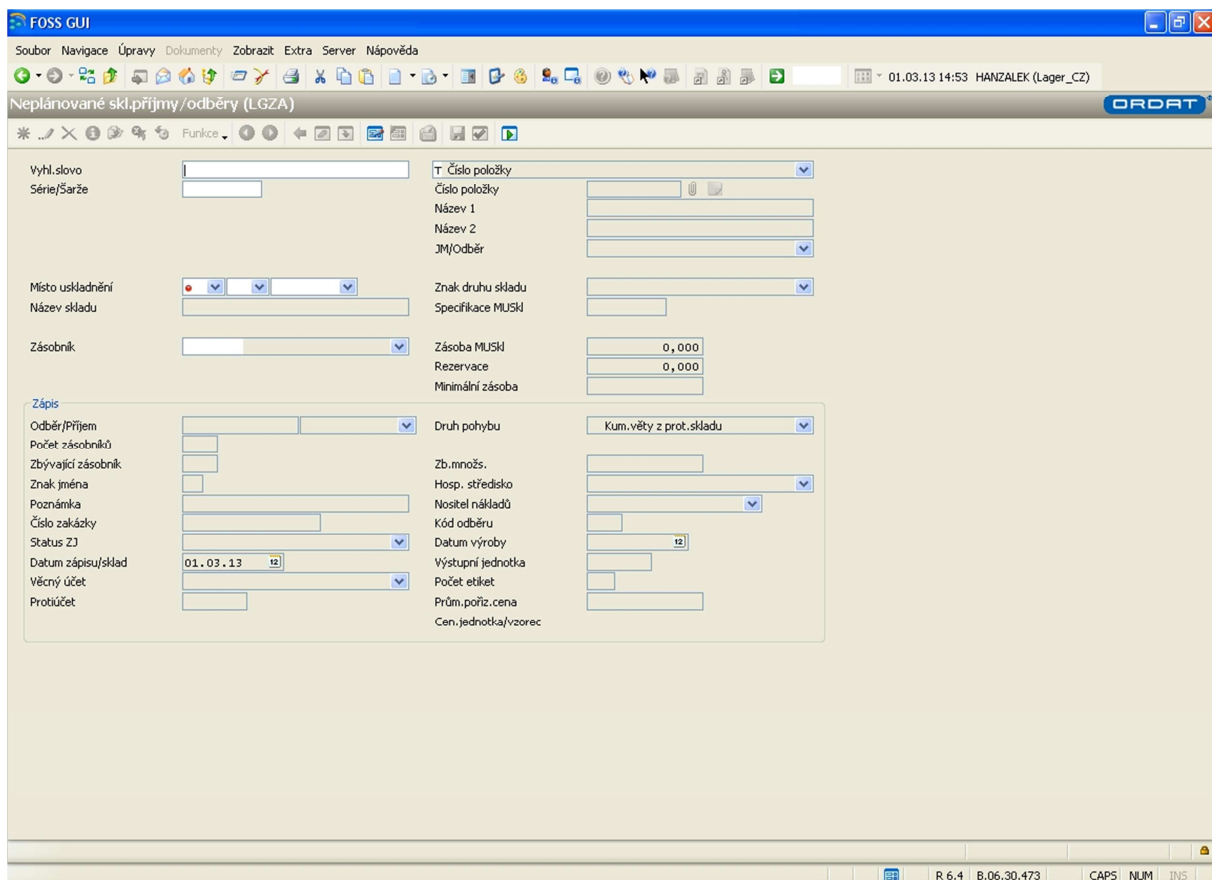 FOSS GUI
Soubor Navigace Úpravy Dokumenty Zobrazit Extra Server Nápověda
01.03.13 14:53 HANZALEK (Lager_CZ)
Neplánované skl.příjmy/odběry (LGZA) ORDAT
Funkce
Vyhl.slovo T Číslo položky
Série/Šarže Číslo položky
Název 1
Název 2
JM/Odběr
Místo uskladnění Znak druhu skladu
Název skladu Specifikace MUSkl
Zásobník Zásoba MUSkl 0,000
Rezervace 0,000
Minimální zásoba
Zápis
Odběr/Příjem Druh pohybu Kum.věty z prot.skladu
Počet zásobníků
Zbývající zásobník Zb.množs.
Znak jména Hosp. středisko
Poznámka Nositel nákladů
Číslo zakázky Kód odběru
Status ZJ Datum výroby 12
Datum zápisu/sklad 01.03.13 12 Výstupní jednotka
Věcný účet Počet etiket
Protiúčet Prům.pořiz.cena
Cen.jednotka/vzorec
R 6.4 B.06.30.473 CAPS NUM INS